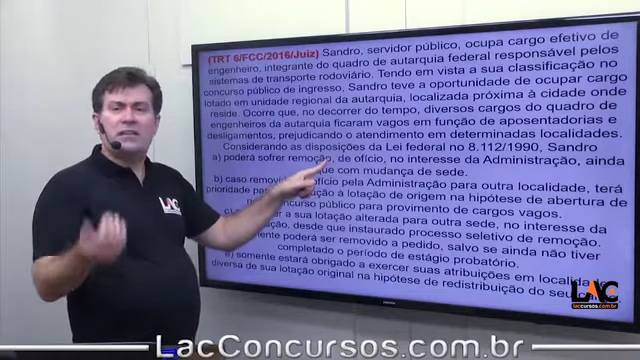 (TRT 6/FCC/2016/Juiz) Sandro, servidor público, ocupa cargo efetivo de
engenheiro, integrante do quadro de autarquia federal responsável pelos
sistemas de transporte rodoviário. Tendo em vista a sua classificação no
concurso público de ingresso, Sandro teve a oportunidade de ocupar cargo
lotado em unidade regional da autarquia, localizada próxima à cidade onde
reside. Ocorre que, no decorrer do tempo, diversos cargos do quadro de
engenheiros da autarquia ficaram vagos em função de aposentadorias e
desligamentos, prejudicando o atendimento em determinadas localidades.
Considerando as disposições da Lei federal no 8.112/1990, Sandro
a) poderá sofrer remoção, de ofício, no interesse da Administração, ainda
que com mudança de sede.
b) caso removido ofício pela Administração para outra localidade, terá
prioridade à lotação de origem na hipótese de abertura de
concurso público para provimento de cargos vagos.
a sua lotação alterada para outra sede, no interesse da
desde que instaurado processo seletivo de remoção.
poderá ser removido a pedido, salvo se ainda não tiver
completado o período de estágio probatório.
e) somente estará obrigado a exercer suas atribuições em
diversa de sua lotação original na hipótese de redistribuição do seu
LAC
LAC
laccursos.com.br
LacConcursos.com.br